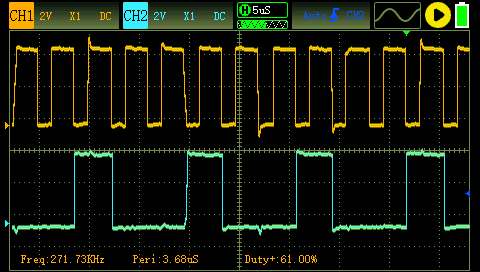 CH1 2V X1 DC CH2 2V X1 DC H 5uS Auto CH2
Freq:271.73KHz Peri:3.68uS Duty+:61.00%